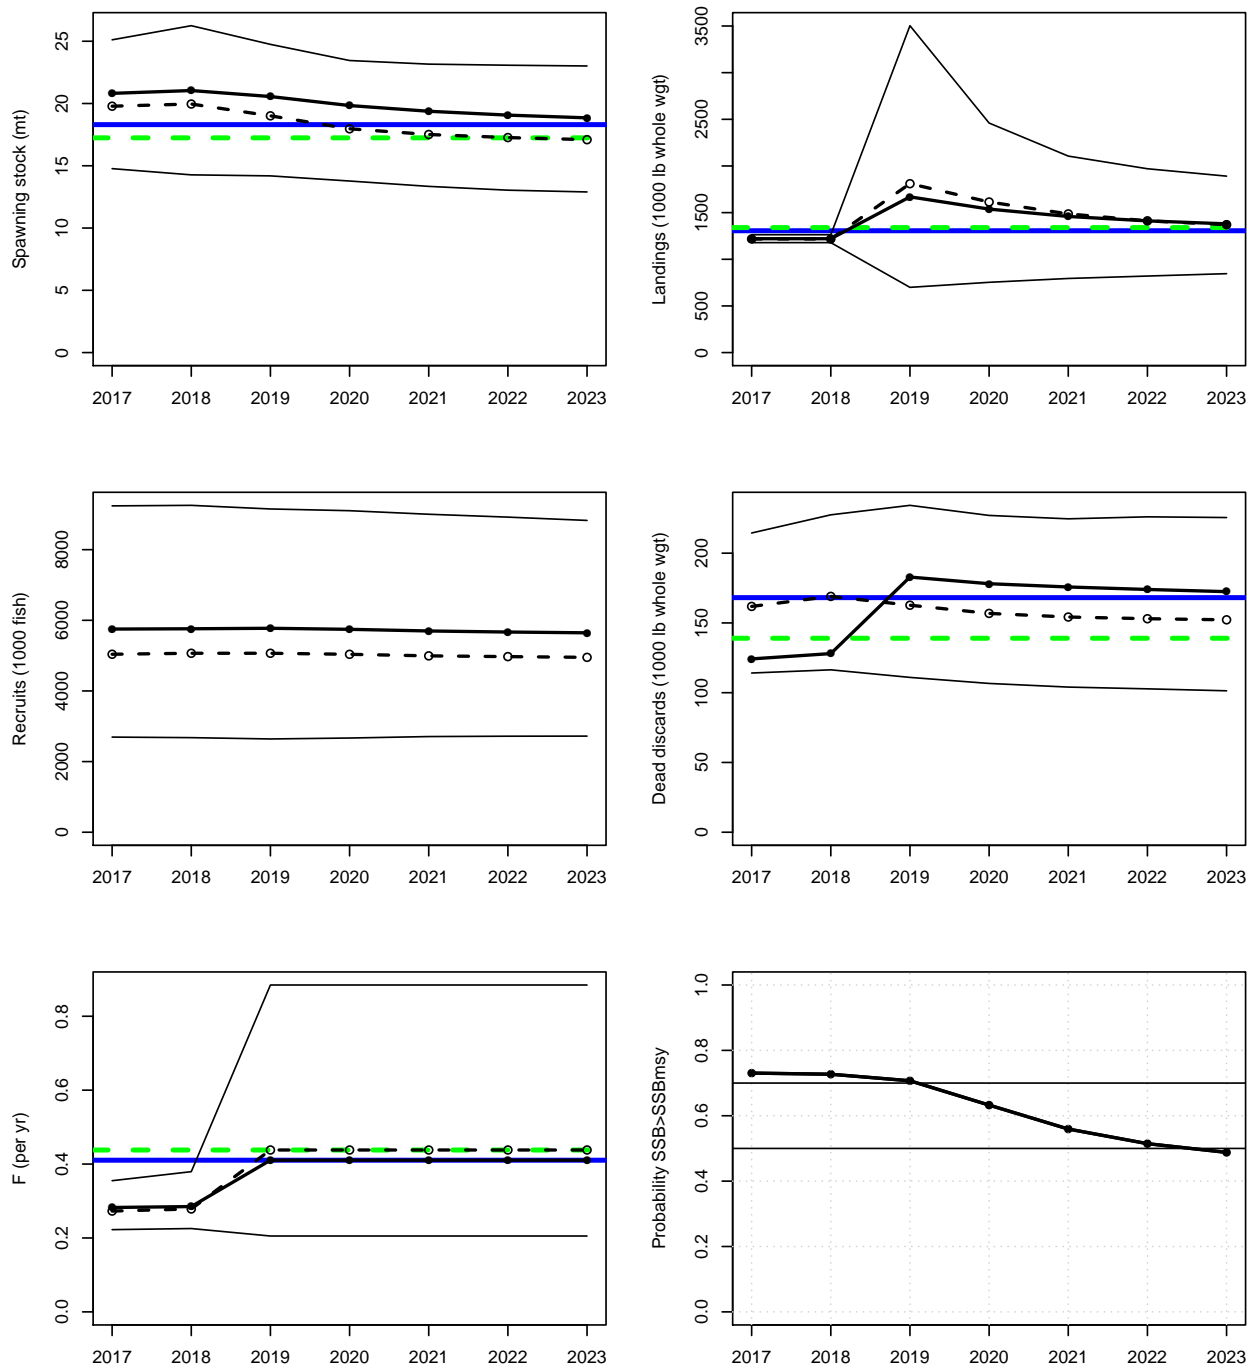 Spawning stock (mt)
25
20
15
10
5
0
2017 2018 2019 2020 2021 2022 2023
Landings (1000 lb whole wgt)
3500
2500
1500
500
0
2017 2018 2019 2020 2021 2022 2023
Recruits (1000 fish)
8000
6000
4000
2000
0
2017 2018 2019 2020 2021 2022 2023
Dead discards (1000 lb whole wgt)
200
150
100
50
0
2017 2018 2019 2020 2021 2022 2023
F (per yr)
0.8
0.6
0.4
0.2
0.0
2017 2018 2019 2020 2021 2022 2023
Probability SSB>SSBmsy
1.0
0.8
0.6
0.4
0.2
0.0
2017 2018 2019 2020 2021 2022 2023